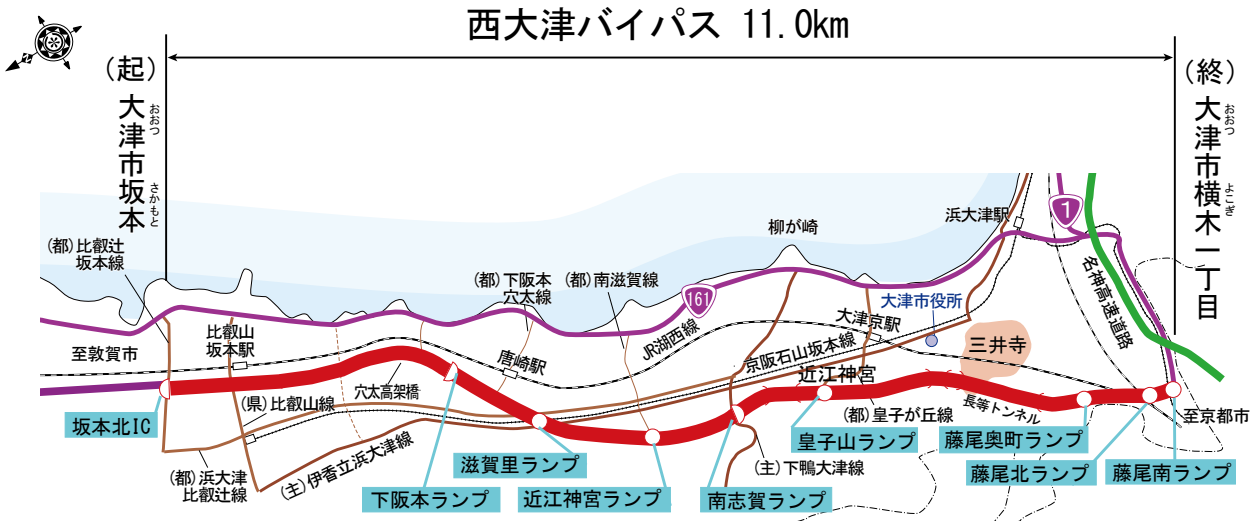 西大津バイパス 11.0km
(起)
大津市坂本
おおつ
さかもと
(終)
大津市横木一丁目
おおつ
よこぎ
(都)比叡辻
坂本線
至敦賀市
比叡山
坂本駅
(都)下阪本
穴太線
(都)南滋賀線
161
柳が崎
浜大津駅
1
名神高速道路
大津市役所
大津京駅
JR湖西線
京阪石山坂本線
唐崎駅
三井寺
近江神宮
穴太高架橋
(県)比叡山線
(都)皇子が丘線
長等トンネル
至京都市
坂本北IC
滋賀里ランプ
皇子山ランプ
藤尾奥町ランプ
(都)浜大津
比叡辻線
(主)伊香立浜大津線
下阪本ランプ
近江神宮ランプ
南志賀ランプ
(主)下鴨大津線
藤尾北ランプ
藤尾南ランプ